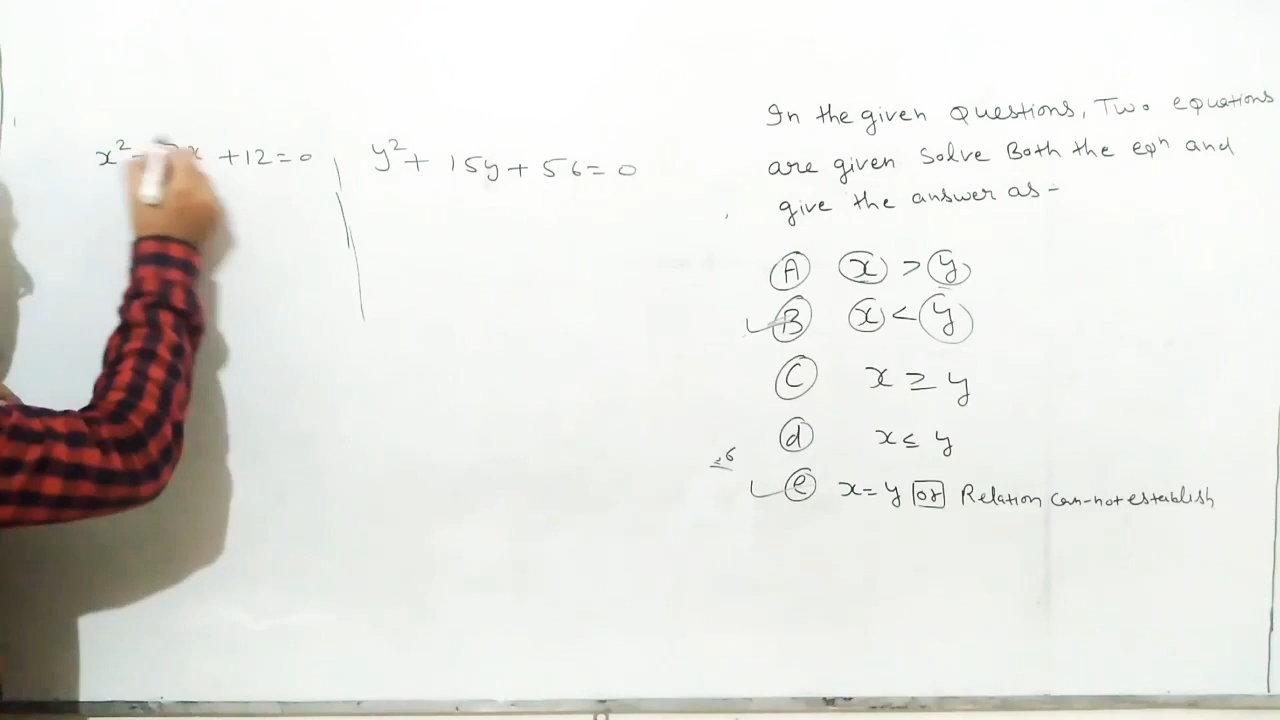 x² - 7x + 12 = 0
y² + 15y + 56 = 0
In the given Questions, Two equations
are given Solve Both the eqn and
give the answer as -
A x > y
B x < y
C x ≥ y
d x ≤ y
e x = y or Relation can-not establish